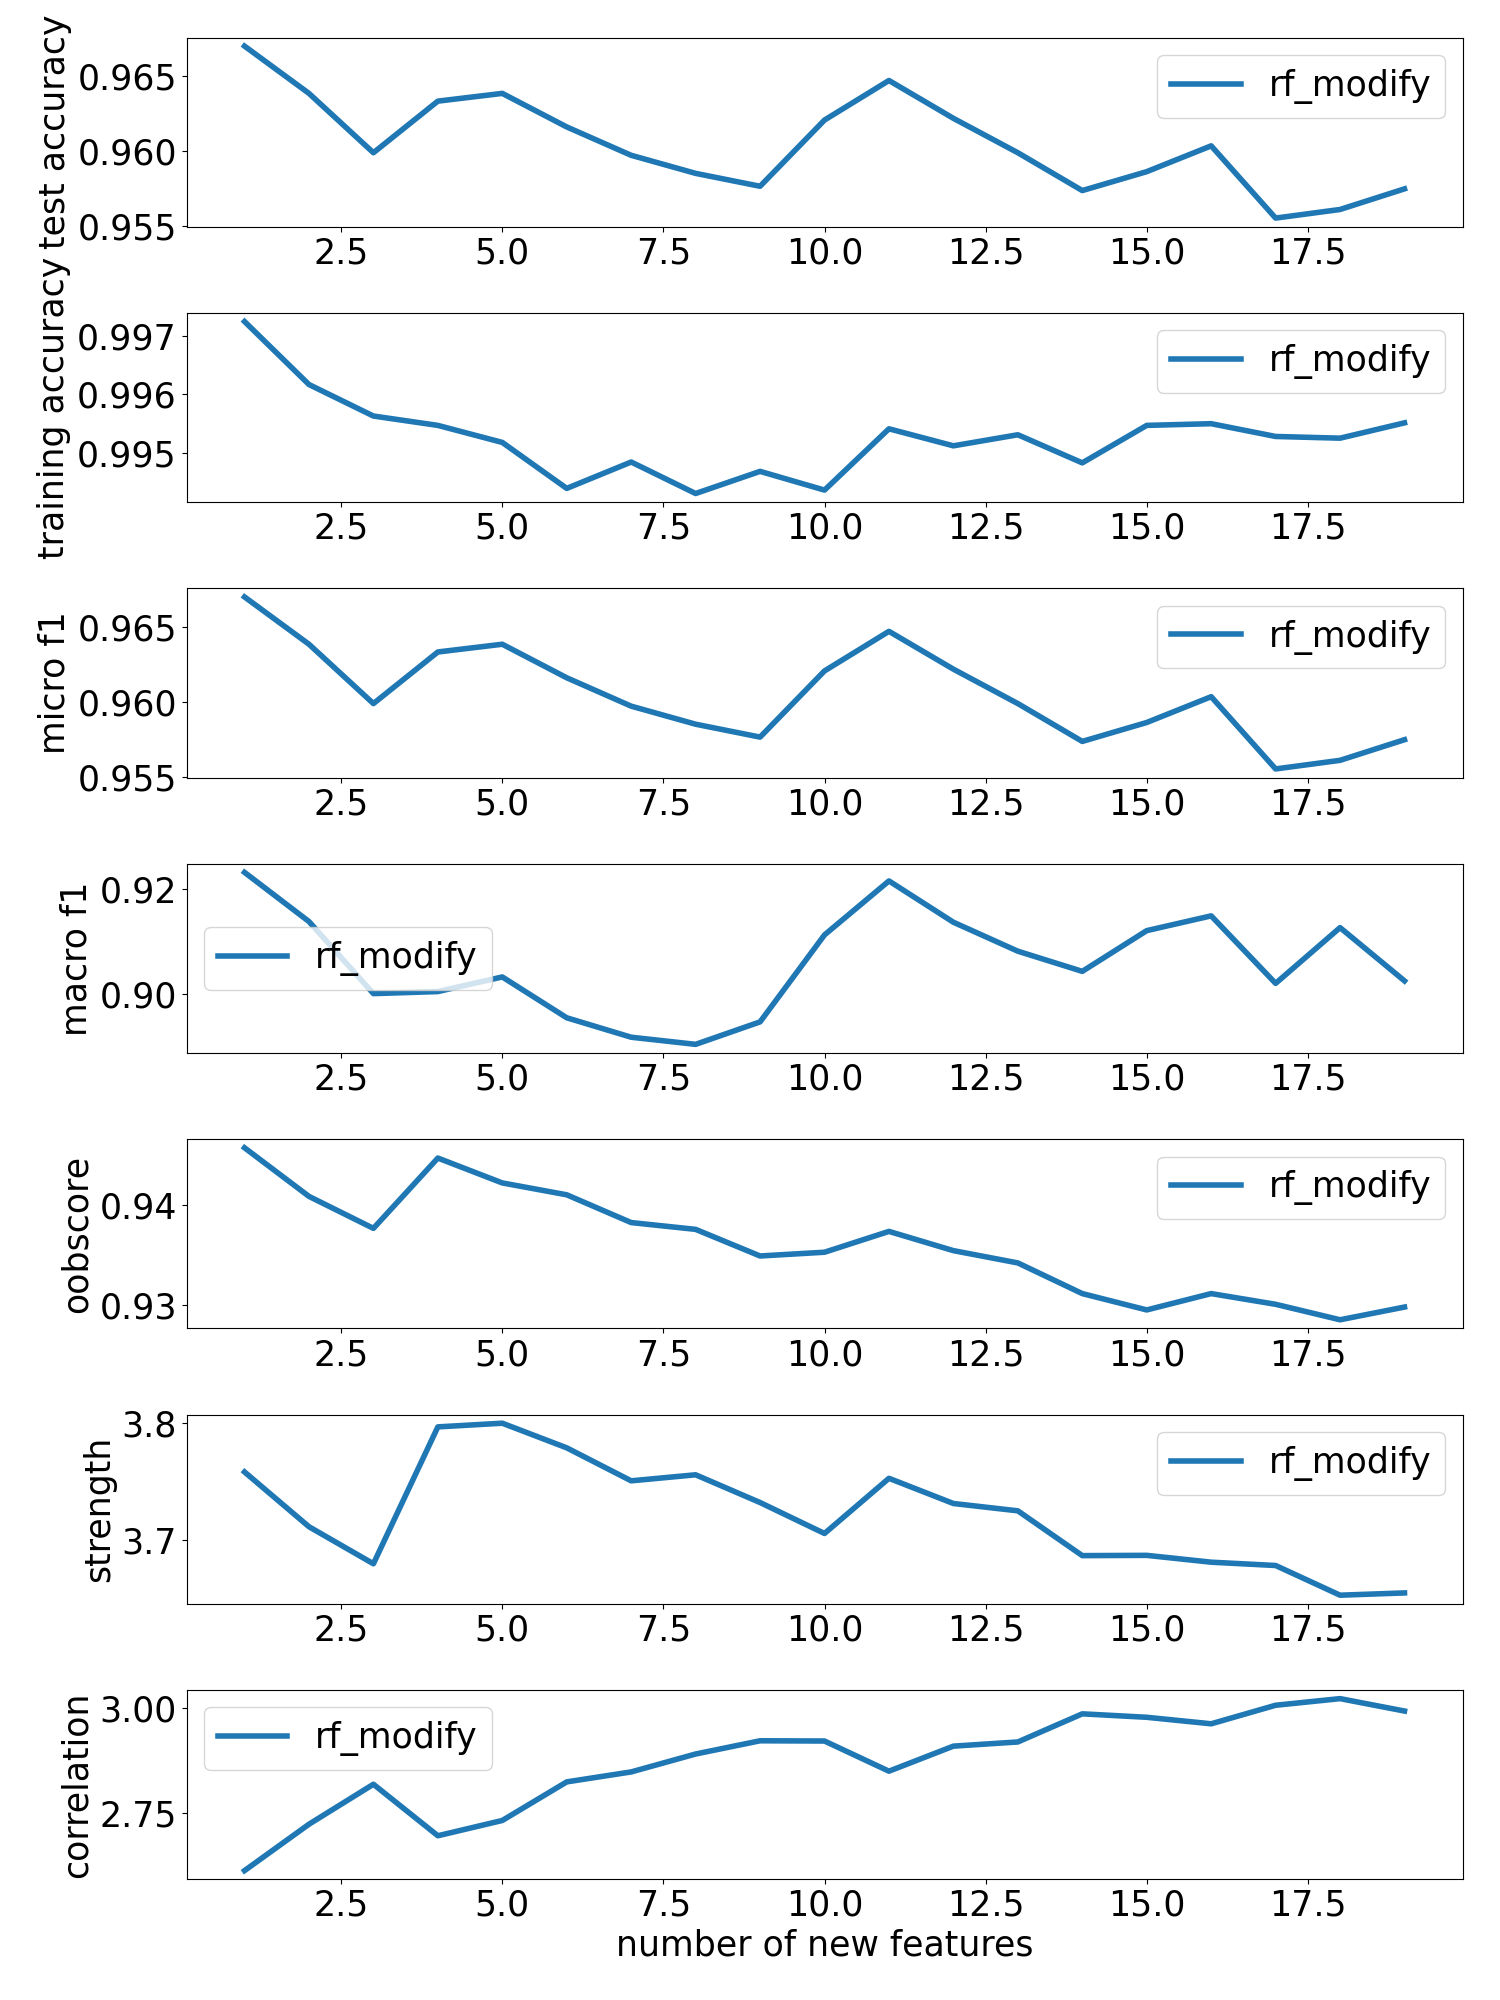 test accuracy
0.965
0.960
0.955
rf_modify
2.5 5.0 7.5 10.0 12.5 15.0 17.5
training accuracy
0.997
0.996
0.995
rf_modify
2.5 5.0 7.5 10.0 12.5 15.0 17.5
micro f1
0.965
0.960
0.955
rf_modify
2.5 5.0 7.5 10.0 12.5 15.0 17.5
macro f1
0.92
0.90
rf_modify
2.5 5.0 7.5 10.0 12.5 15.0 17.5
oobscore
0.94
0.93
rf_modify
2.5 5.0 7.5 10.0 12.5 15.0 17.5
strength
3.8
3.7
rf_modify
2.5 5.0 7.5 10.0 12.5 15.0 17.5
correlation
3.00
2.75
rf_modify
2.5 5.0 7.5 10.0 12.5 15.0 17.5
number of new features